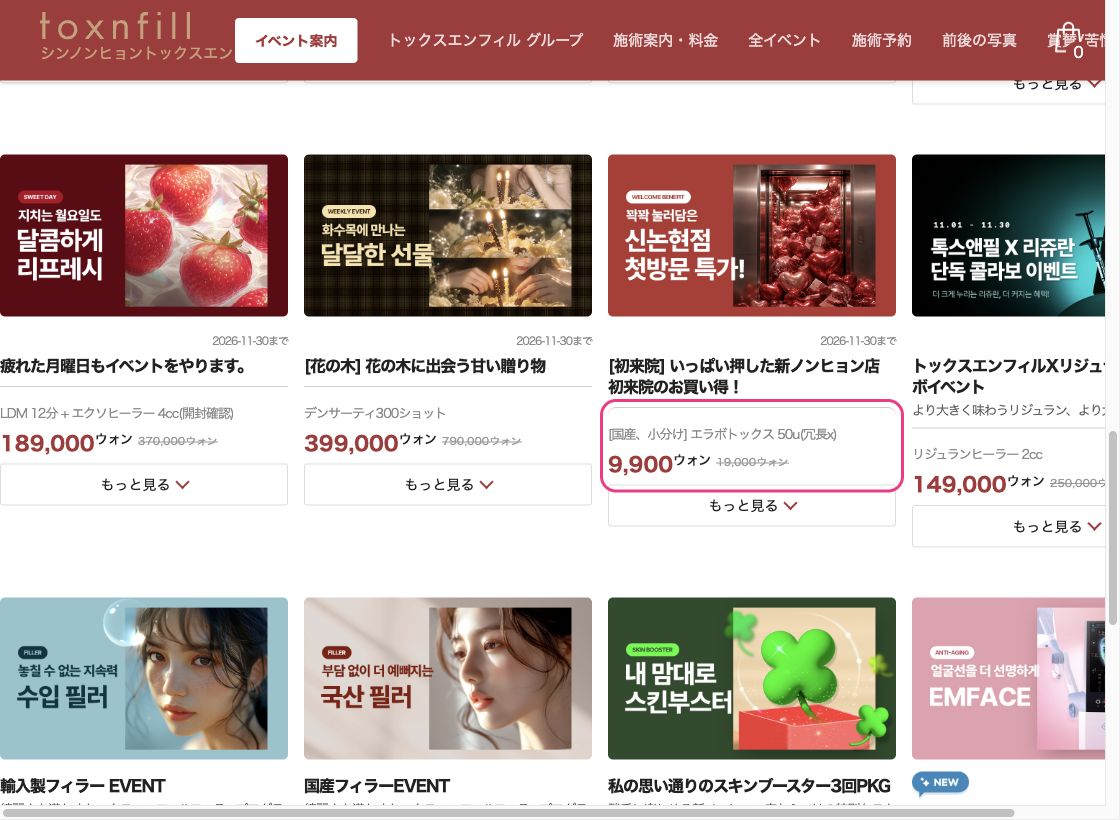 toxnfill
シンノンヒョントックスエン
イベント案内
トックスエンフィル グループ
施術案内・料金
全イベント
施術予約
前後の写真
0
もっと見る
SWEET DAY
지치는 월요일도
달콤하게
리프레시
WEEKLY EVENT
화수목에 만나는
달달한 선물
WELCOME BENEFIT
꽉꽉 눌러담은
신논현점
첫방문 특가!
11.01 - 11.30
톡스앤필 X 리쥬란
단독 콜라보 이벤트
더 크게 누리는 리쥬란, 더 커지는 혜택!
2026-11-30まで
疲れた月曜日もイベントをやります。
LDM 12分 + エクソヒーラー 4cc(開封確認)
189,000ウォン 370,000ウォン
もっと見る
2026-11-30まで
[花の木] 花の木に出会う甘い贈り物
デンサーティ300ショット
399,000ウォン 790,000ウォン
もっと見る
2026-11-30まで
[初来院] いっぱい押した新ノンヒョン店
初来院のお買い得！
[国産、小分け] エラボトックス 50u(冗長x)
9,900ウォン 19,000ウォン
もっと見る
トックスエンフィルXリジュ
ボイベント
より大きく味わうリジュラン、より
リジュランヒーラー 2cc
149,000ウォン 250,000
もっと見る
FILLER
놓칠 수 없는 지속력
수입 필러
FILLER
부담 없이 더 예뻐지는
국산 필러
SKIN BOOSTER
내 맘대로
스킨부스터
ANTI-AGING
얼굴선을 더 선명하게
EMFACE
輸入製フィラー EVENT
国産フィラーEVENT
私の思い通りのスキンブースター3回PKG
NEW